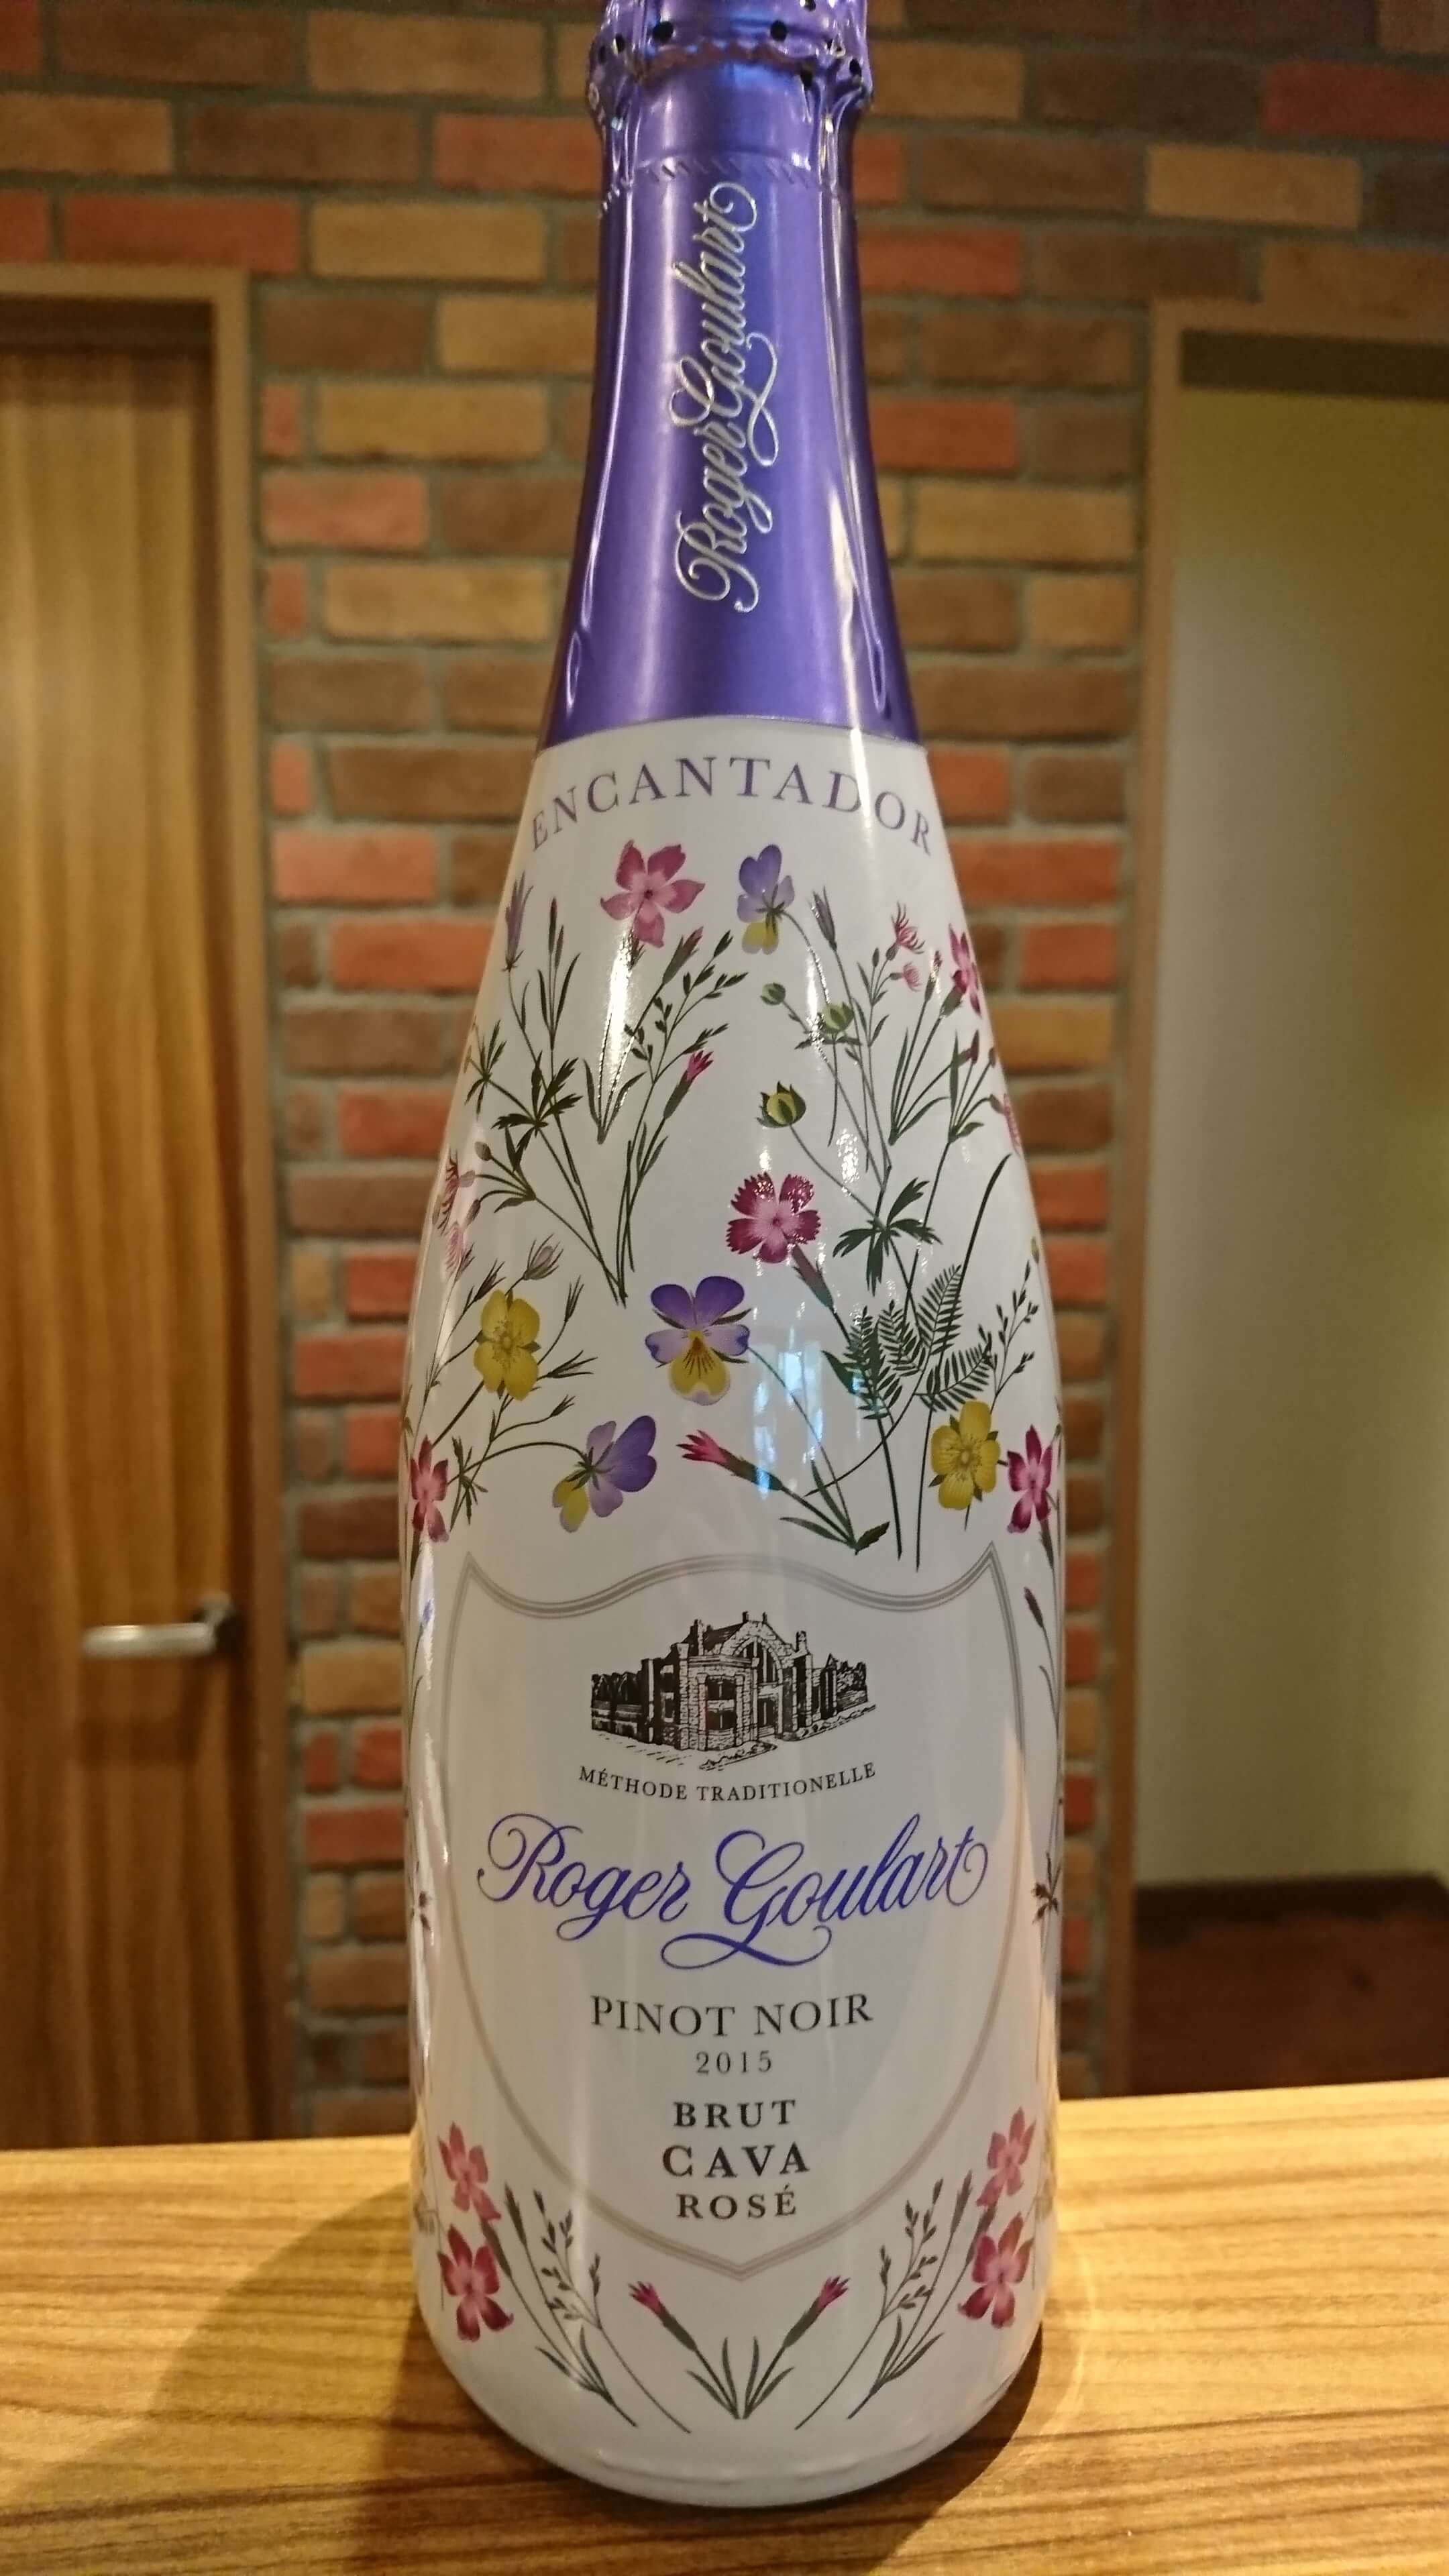 Roger Goulart
ENCANTADOR
MÉTHODE TRADITIONELLE
Roger Goulart
PINOT NOIR
2015
BRUT
CAVA
ROSÉ